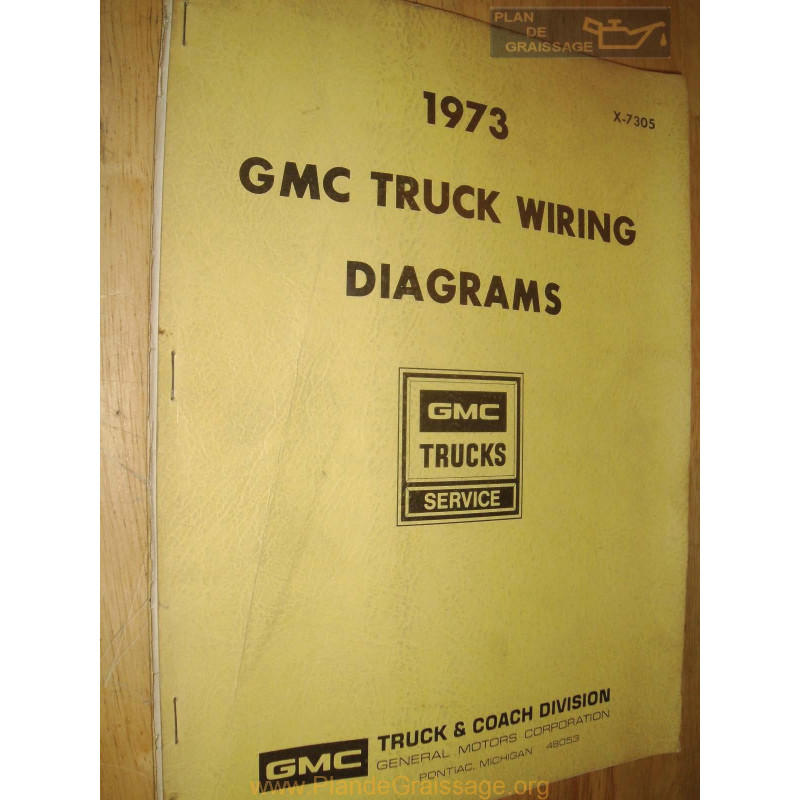 PLAN
DE
GRAISSAGE
1973
X-7305
GMC TRUCK WIRING
DIAGRAMS
GMC
TRUCKS
SERVICE
GMC
TRUCK & COACH DIVISION
GENERAL MOTORS CORPORATION
PONTIAC, MICHIGAN 48053
www.PlandeGraissage.org